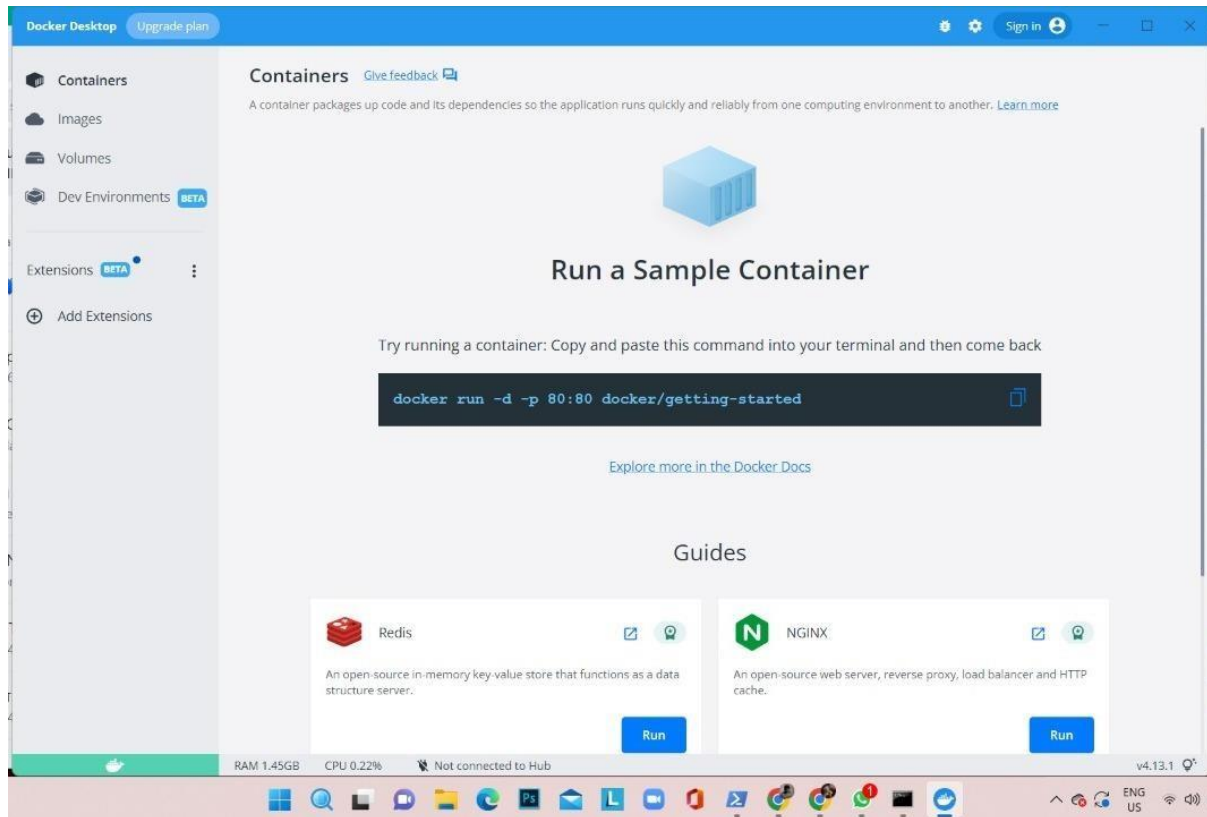 Docker Desktop Upgrade plan Sign in
Containers
Images
Volumes
Dev Environments BETA
Extensions BETA
Add Extensions
Containers Give feedback
A container packages up code and its dependencies so the application runs quickly and reliably from one computing environment to another. Learn more
Run a Sample Container
Try running a container: Copy and paste this command into your terminal and then come back
docker run -d -p 80:80 docker/getting-started
Explore more in the Docker Docs
Guides
Redis
An open-source in-memory key-value store that functions as a data
structure server.
Run
NGINX
An open-source web server, reverse proxy, load balancer and HTTP
cache.
Run
RAM 1.45GB CPU 0.22% Not connected to Hub v4.13.1
Ps L 1
ENG
US